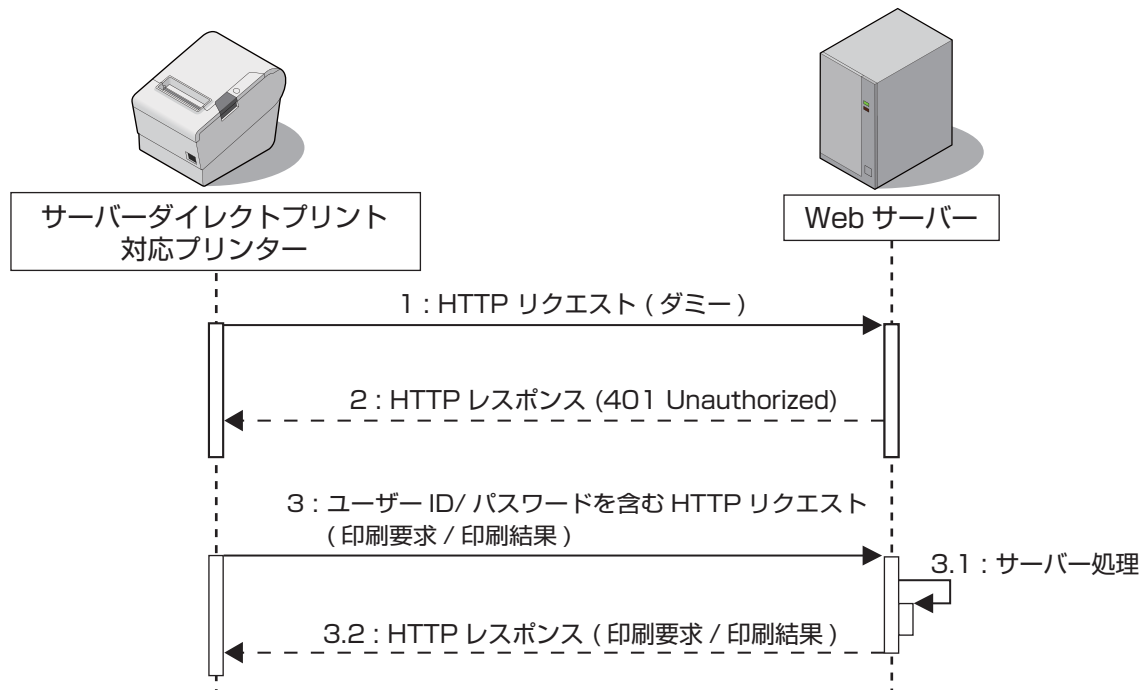 サーバーダイレクトプリント
対応プリンター
Web サーバー
1 : HTTP リクエスト ( ダミー )
2 : HTTP レスポンス (401 Unauthorized)
3 : ユーザー ID/ パスワードを含む HTTP リクエスト
( 印刷要求 / 印刷結果 )
3.1 : サーバー処理
3.2 : HTTP レスポンス ( 印刷要求 / 印刷結果 )